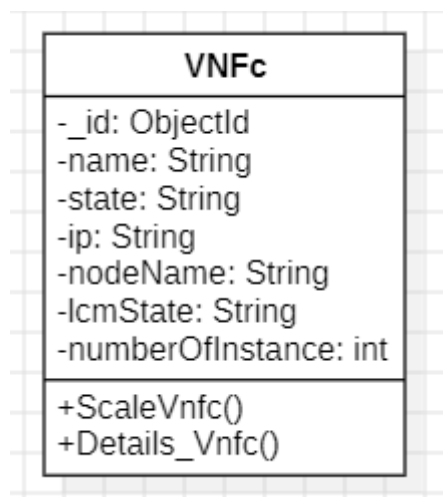 VNFc
-_id: ObjectId
-name: String
-state: String
-ip: String
-nodeName: String
-lcmState: String
-numberOfInstance: int
+ScaleVnfc()
+Details_Vnfc()